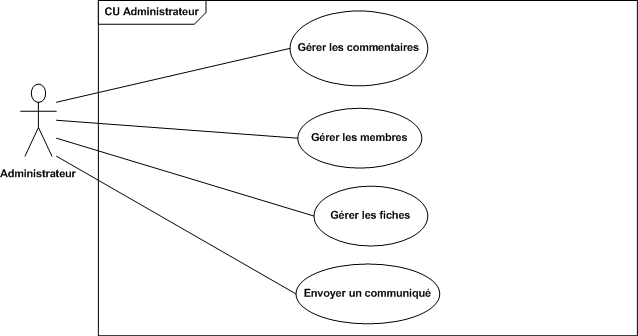 CU Administrateur
Gérer les commentaires
Gérer les membres
Administrateur
Gérer les fiches
Envoyer un communiqué